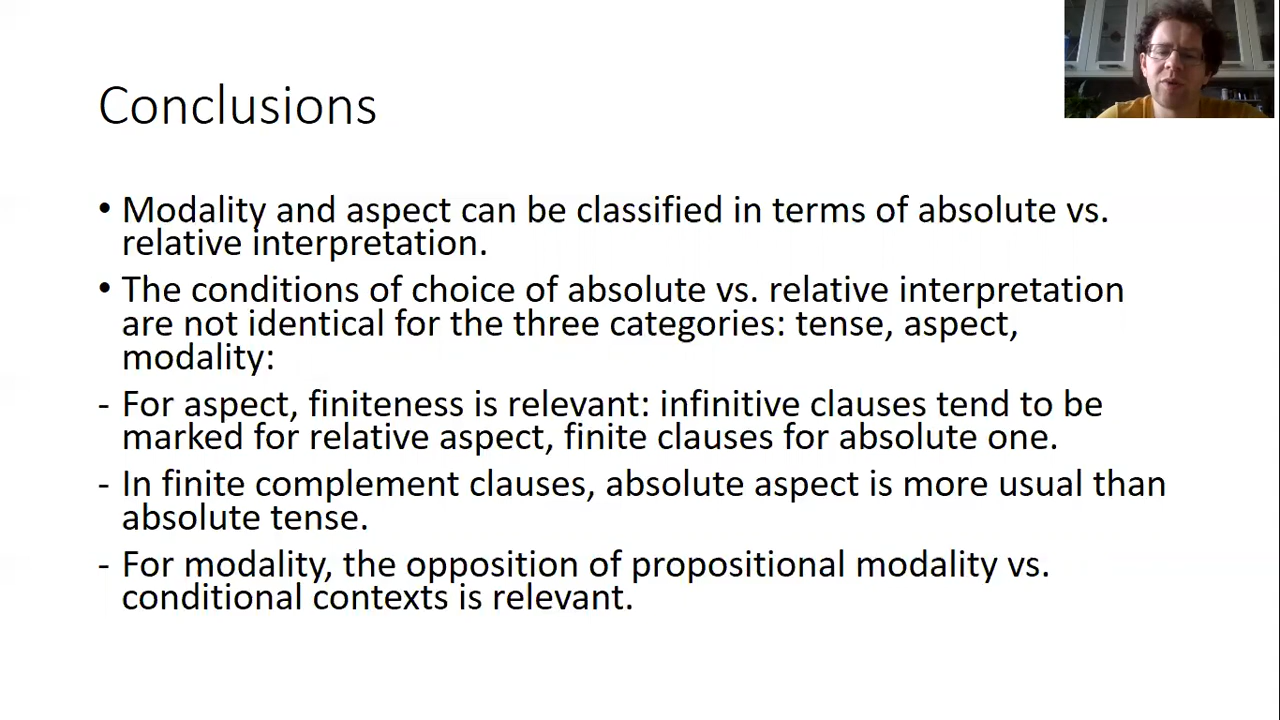 Conclusions
• Modality and aspect can be classified in terms of absolute vs.
relative interpretation.
• The conditions of choice of absolute vs. relative interpretation
are not identical for the three categories: tense, aspect,
modality:
- For aspect, finiteness is relevant: infinitive clauses tend to be
marked for relative aspect, finite clauses for absolute one.
- In finite complement clauses, absolute aspect is more usual than
absolute tense.
- For modality, the opposition of propositional modality vs.
conditional contexts is relevant.